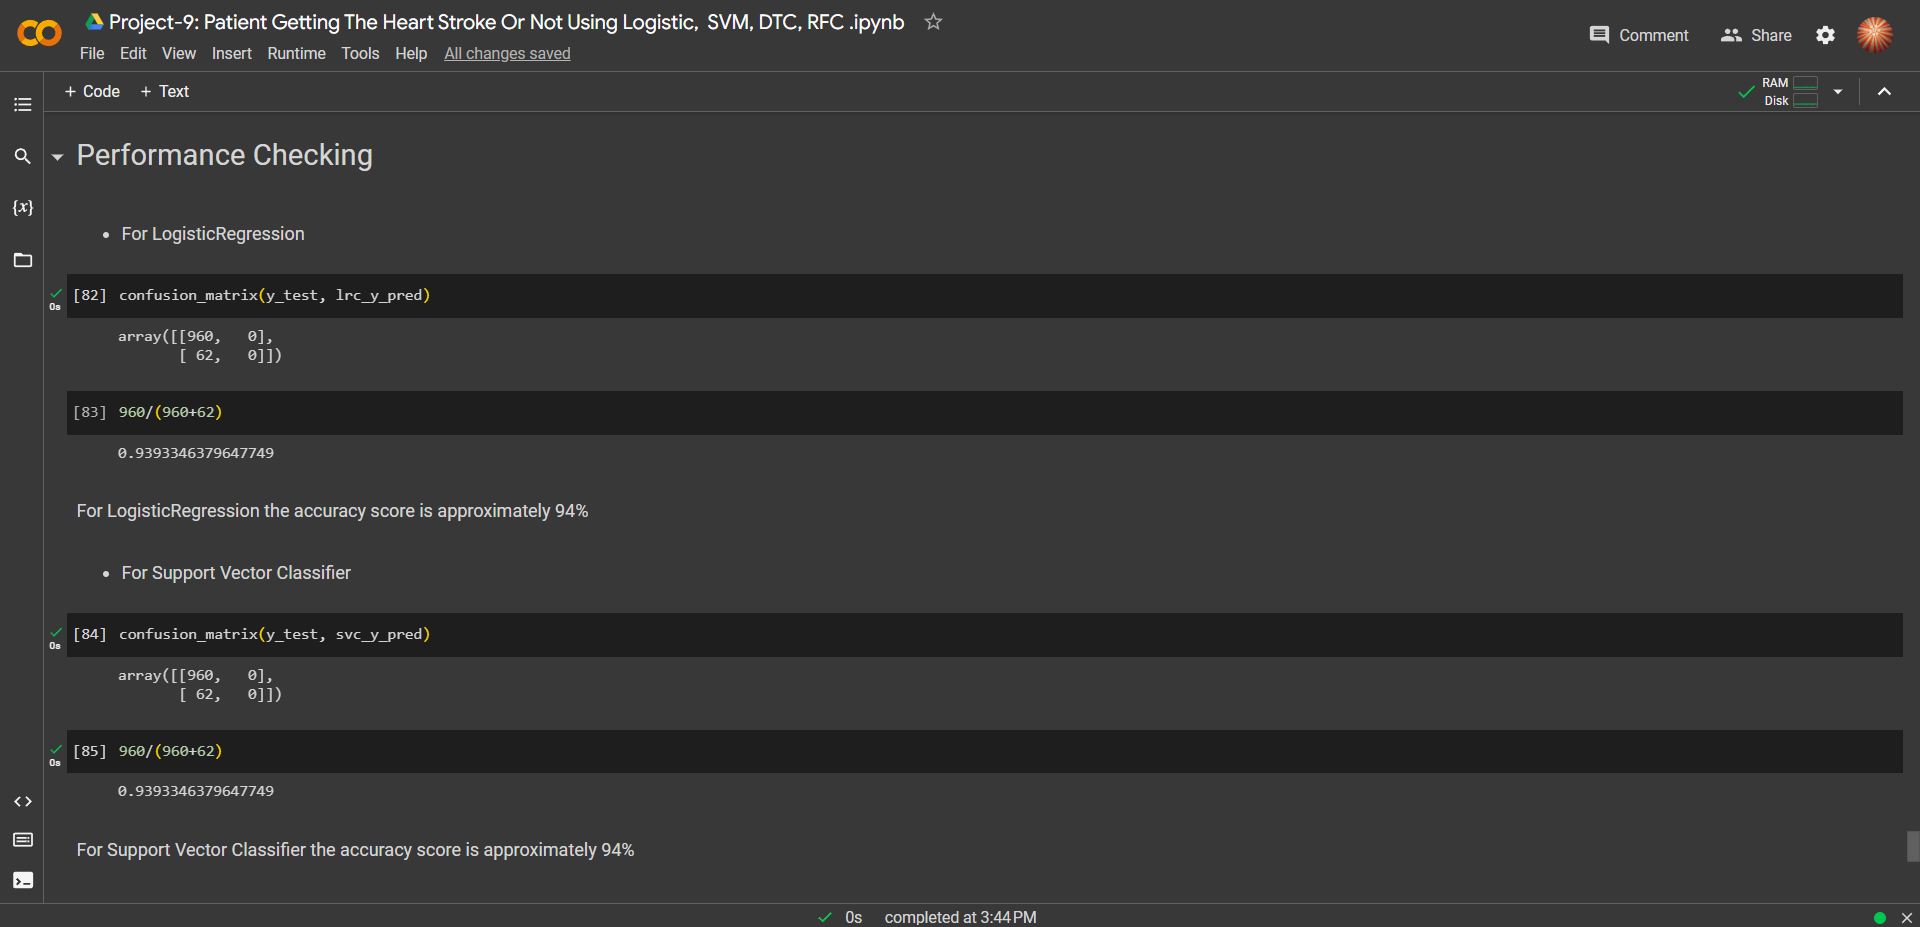 Project-9: Patient Getting The Heart Stroke Or Not Using Logistic, SVM, DTC, RFC .ipynb
File Edit View Insert Runtime Tools Help All changes saved
Comment Share
+ Code + Text
RAM
Disk
Performance Checking
• For LogisticRegression
0s
[82] confusion_matrix(y_test, lrc_y_pred)
array([[960,   0],
       [ 62,   0]])
[83] 960/(960+62)
0.9393346379647749
For LogisticRegression the accuracy score is approximately 94%
• For Support Vector Classifier
0s
[84] confusion_matrix(y_test, svc_y_pred)
array([[960,   0],
       [ 62,   0]])
0s
[85] 960/(960+62)
0.9393346379647749
For Support Vector Classifier the accuracy score is approximately 94%
0s completed at 3:44 PM